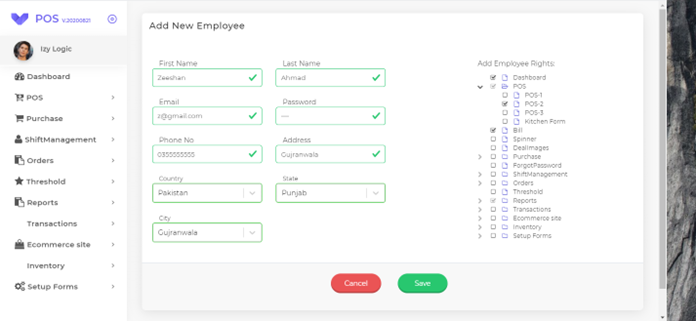 POS V.20200821
Izy Logic
Dashboard
POS
Purchase
ShiftManagement
Orders
Threshold
Reports
Transactions
Ecommerce site
Inventory
Setup Forms
Add New Employee
First Name
Last Name
Zeeshan
Ahmad
Email
Password
z@gmail.com
Phone No
Address
0355555555
Gujranwala
Country
State
Pakistan
Punjab
City
Gujranwala
Add Employee Rights:
Dashboard
POS
POS-1
POS-2
POS-3
Kitchen Form
Bill
Spinner
DealImages
Purchase
ForgotPassword
ShiftManagement
Orders
Threshold
Reports
Transactions
Ecommerce site
Inventory
Setup Forms
Cancel
Save